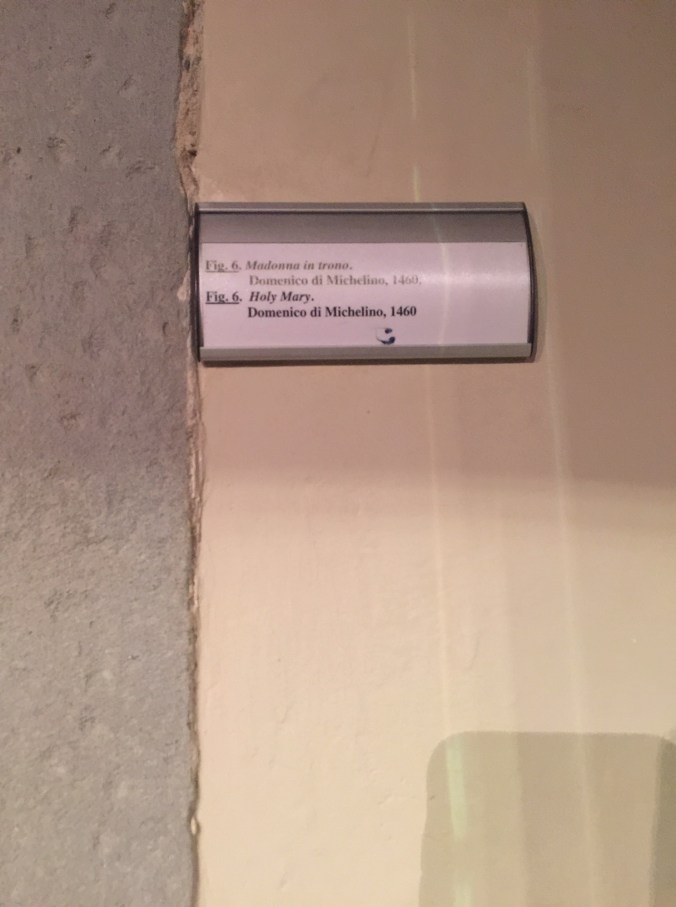 Fig. 6. Madonna in trono.
Domenico di Michelino, 1460.
Fig. 6. Holy Mary.
Domenico di Michelino, 1460